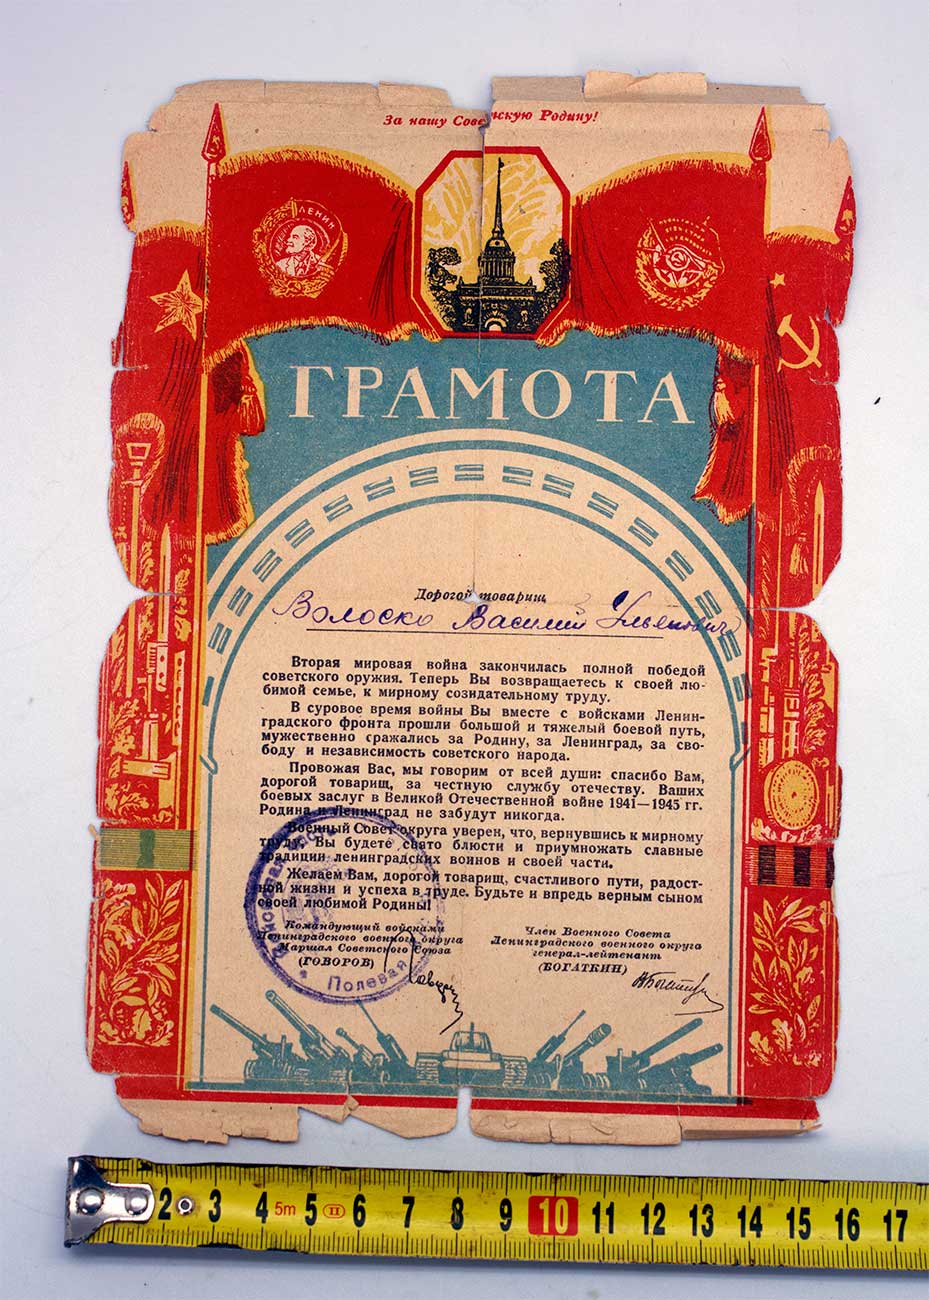 За нашу Советскую Родину!
ЛЕНИН
ГРАМОТА
Дорогой товарищ
Волоско Василий Ульянович
Вторая мировая война закончилась полной победой
советского оружия. Теперь Вы возвращаетесь к своей лю-
бимой семье, к мирному созидательному труду.
В суровое время войны Вы вместе с войсками Ленин-
градского фронта прошли большой и тяжелый боевой путь,
мужественно сражались за Родину, за Ленинград, за сво-
боду и независимость советского народа.
Провожая Вас, мы говорим от всей души: спасибо Вам,
дорогой товарищ, за честную службу отечеству. Ваших
боевых заслуг в Великой Отечественной войне 1941—1945 гг.
Родина и Ленинград не забудут никогда.
Военный Совет округа уверен, что, вернувшись к мирному
труду, Вы будете свято блюсти и приумножать славные
традиции ленинградских воинов и своей части.
Желаем Вам, дорогой товарищ, счастливого пути, радост-
ной жизни и успеха в труде. Будьте и впредь верным сыном
своей любимой Родины!
Командующий войсками
Ленинградского военного округа
Маршал Советского Союза
(ГОВОРОВ)
Говоров
Член Военного Совета
Ленинградского военного округа
генерал-лейтенант
(БОГАТКИН)
Полевая
2 3 4 5m 5 II 6 7 8 9 10 11 12 13 14 15 16 17